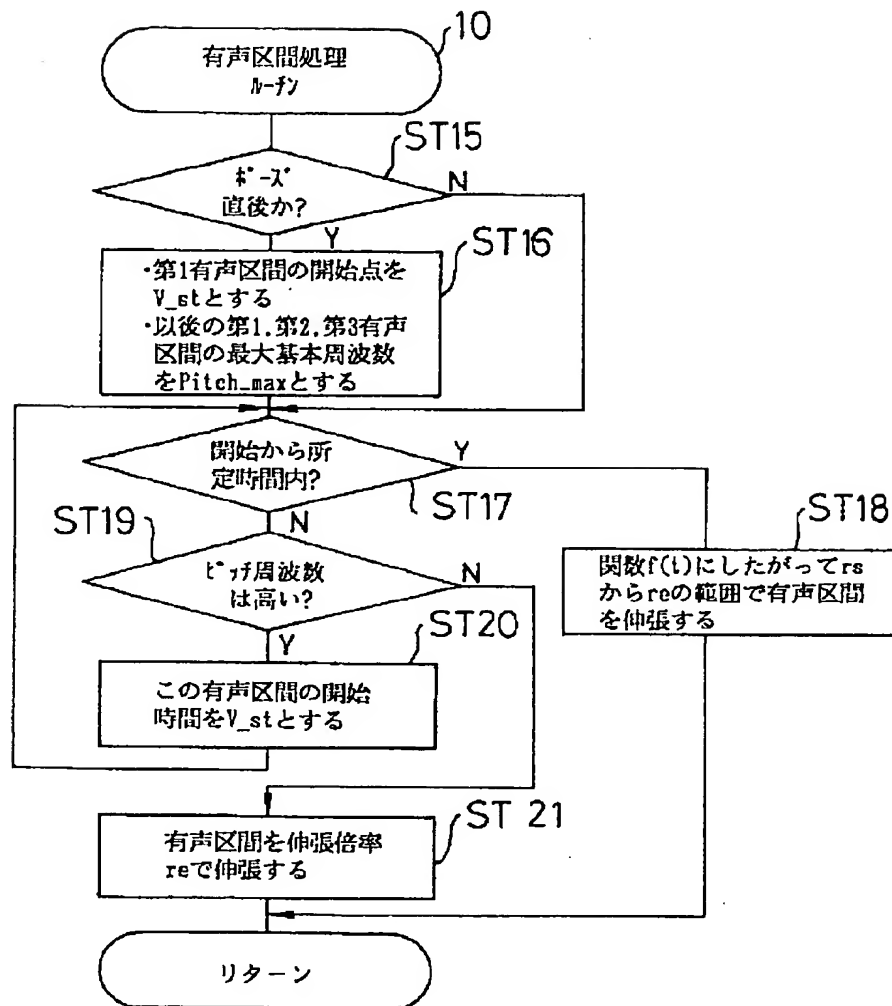 10
有声区間処理
ﾙｰﾁﾝ
ST15
ﾎﾟｰｽﾞ
直後か?
N
Y
ST16
・第1有声区間の開始点を
V_stとする
・以後の第1.第2.第3有声
区間の最大基本周波数
をPitch_maxとする
開始から所
定時間内?
Y
ST17
N
ST18
関数f(t)にしたがってrs
からreの範囲で有声区間
を伸張する
ST19
ﾋﾟｯﾁ周波数
は高い?
N
Y
ST20
この有声区間の開始
時間をV_stとする
ST 21
有声区間を伸張倍率
reで伸張する
リターン